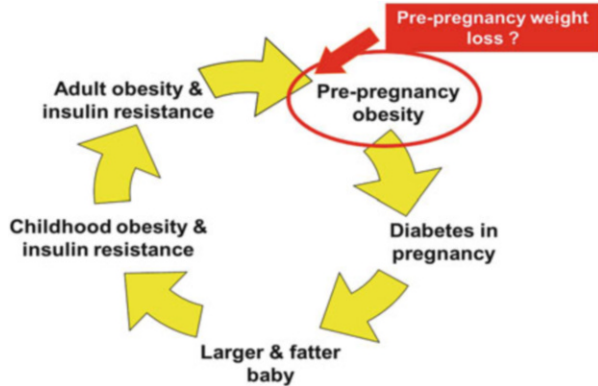 Pre-pregnancy weight
loss ?
Pre-pregnancy
obesity
Diabetes in
pregnancy
Larger & fatter
baby
Childhood obesity &
insulin resistance
Adult obesity &
insulin resistance